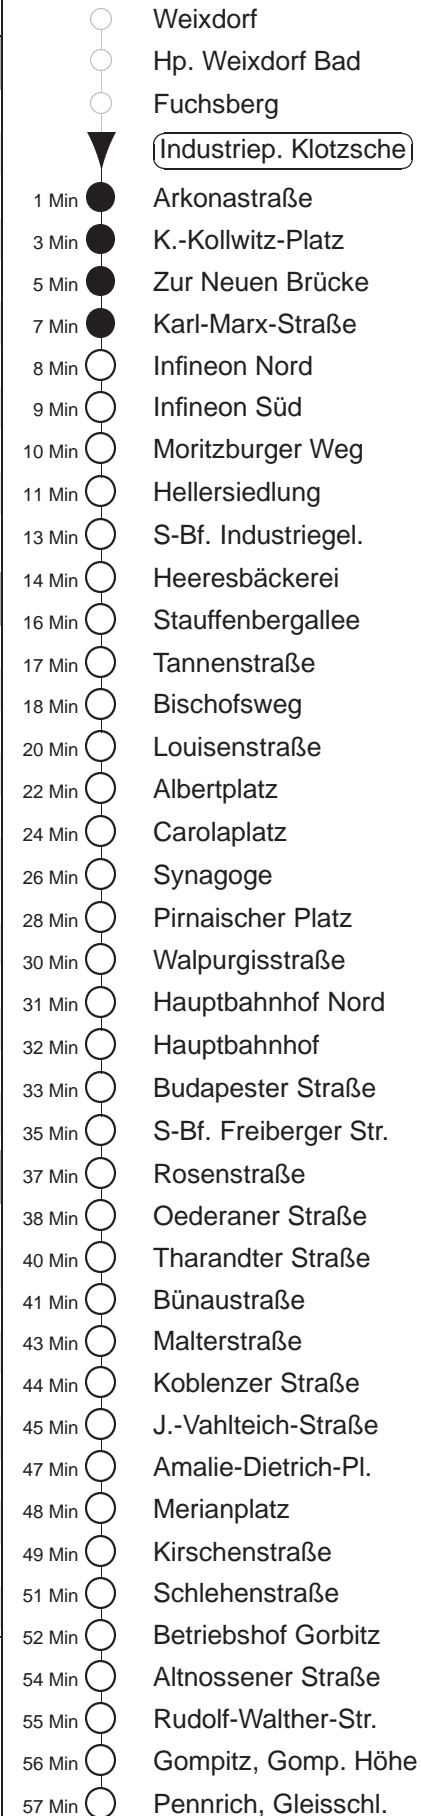 Weixdorf
Hp. Weixdorf Bad
Fuchsberg
Industriep. Klotzsche
1 Min Arkonastraße
3 Min K.-Kollwitz-Platz
5 Min Zur Neuen Brücke
7 Min Karl-Marx-Straße
8 Min Infineon Nord
9 Min Infineon Süd
10 Min Moritzburger Weg
11 Min Hellersiedlung
13 Min S-Bf. Industriegel.
14 Min Heeresbäckerei
16 Min Stauffenbergallee
17 Min Tannenstraße
18 Min Bischofsweg
20 Min Louisenstraße
22 Min Albertplatz
24 Min Carolaplatz
26 Min Synagoge
28 Min Pirnaischer Platz
30 Min Walpurgisstraße
31 Min Hauptbahnhof Nord
32 Min Hauptbahnhof
33 Min Budapester Straße
35 Min S-Bf. Freiberger Str.
37 Min Rosenstraße
38 Min Oederaner Straße
40 Min Tharandter Straße
41 Min Bünaustraße
43 Min Malterstraße
44 Min Koblenzer Straße
45 Min J.-Vahlteich-Straße
47 Min Amalie-Dietrich-Pl.
48 Min Merianplatz
49 Min Kirschenstraße
51 Min Schlehenstraße
52 Min Betriebshof Gorbitz
54 Min Altnossener Straße
55 Min Rudolf-Walther-Str.
56 Min Gompitz, Gomp. Höhe
57 Min Pennrich, Gleisschl.